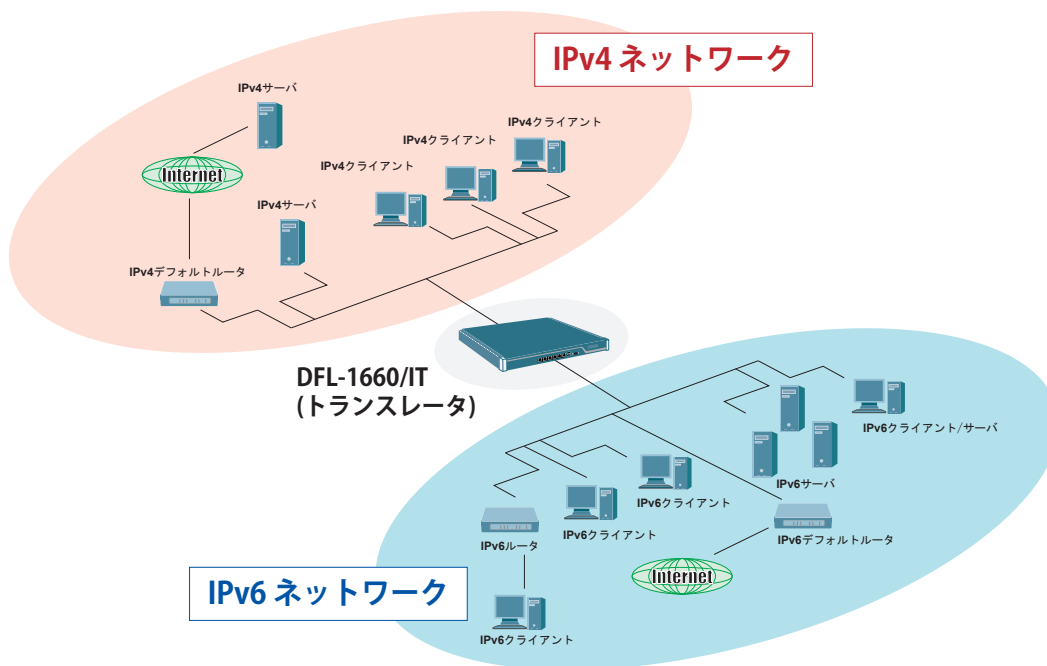 IPv4 ネットワーク
IPv4サーバ
IPv4クライアント
IPv4クライアント
IPv4クライアント
Internet
IPv4サーバ
IPv4デフォルトルータ
DFL-1660/IT
(トランスレータ)
IPv6クライアント/サーバ
IPv6サーバ
IPv6クライアント
IPv6クライアント
IPv6ルータ
IPv6デフォルトルータ
Internet
IPv6 ネットワーク
IPv6クライアント